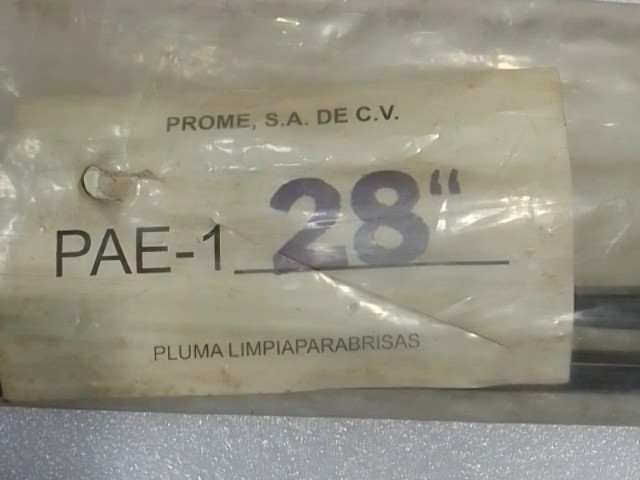 PROME, S.A. DE C.V.
PAE-1 28“
PLUMA LIMPIAPARABRISAS